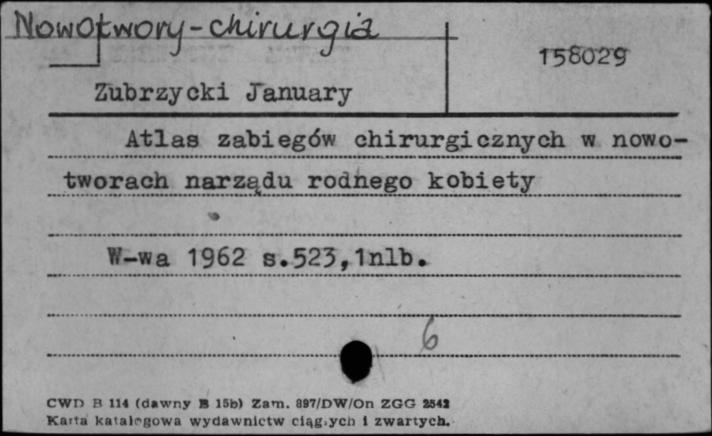 Nowotwory-chirurgia
158029
Zubrzycki January
Atlas zabiegów chirurgicznych w nowo-
tworach narządu rodnego kobiety
W-wa 1962 s.523,1nlb.
6
CWD B 114 (dawny B 15b) Zam. 897/DW/On ZGG 2542
Karta katalogowa wydawnictw ciągłych i zwartych.